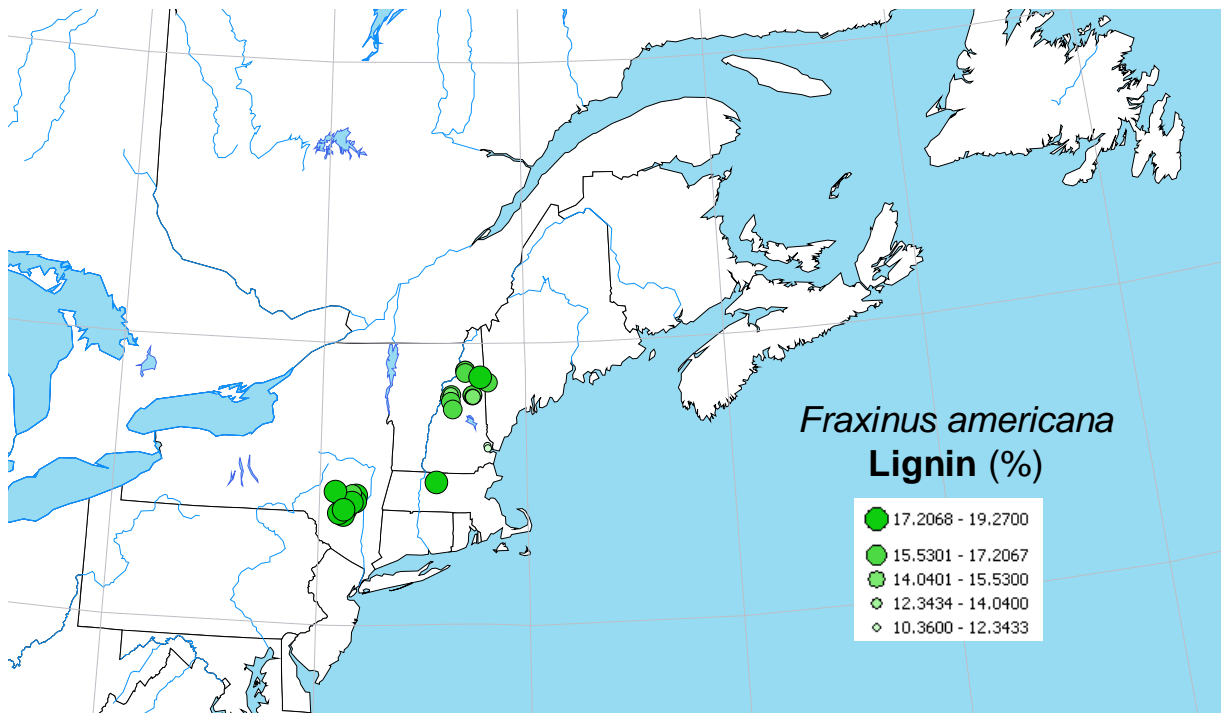 Fraxinus americana
Lignin (%)
17.2068 - 19.2700
15.5301 - 17.2067
14.0401 - 15.5300
12.3434 - 14.0400
10.3600 - 12.3433